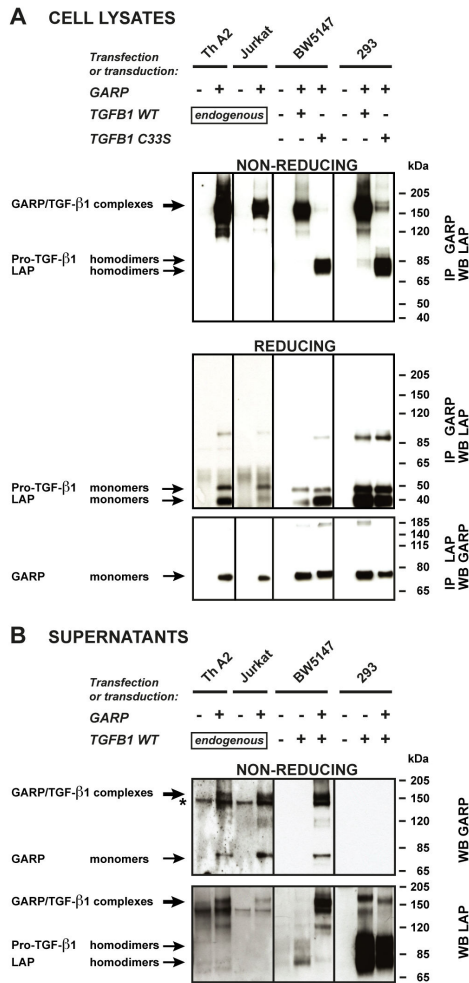 A CELL LYSATES
Th A2 Jurkat BW5147 293
Transfection
or transduction:
GARP - + - + - + + - + +
TGFB1 WT endogenous - + - - + -
TGFB1 C33S - - + - - +
NON-REDUCING kDa
GARP/TGF-β1 complexes
Pro-TGF-β1 homodimers
LAP homodimers
- 205
- 150
- 120
- 85
- 65
- 50
- 40
IP GARP
WB LAP
REDUCING
- 205
- 150
- 120
- 85
- 65
- 50
- 40
IP GARP
WB LAP
Pro-TGF-β1 monomers
LAP monomers
GARP monomers
- 185
- 140
- 115
- 80
- 65
IP LAP
WB GARP
B SUPERNATANTS
Th A2 Jurkat BW5147 293
Transfection
or transduction:
GARP - + - + - - + - - +
TGFB1 WT endogenous - + + - + +
NON-REDUCING kDa
GARP/TGF-β1 complexes
*
GARP monomers
- 205
- 150
- 120
- 85
- 65
WB GARP
GARP/TGF-β1 complexes
Pro-TGF-β1 homodimers
LAP homodimers
- 205
- 150
- 120
- 85
- 65
WB LAP